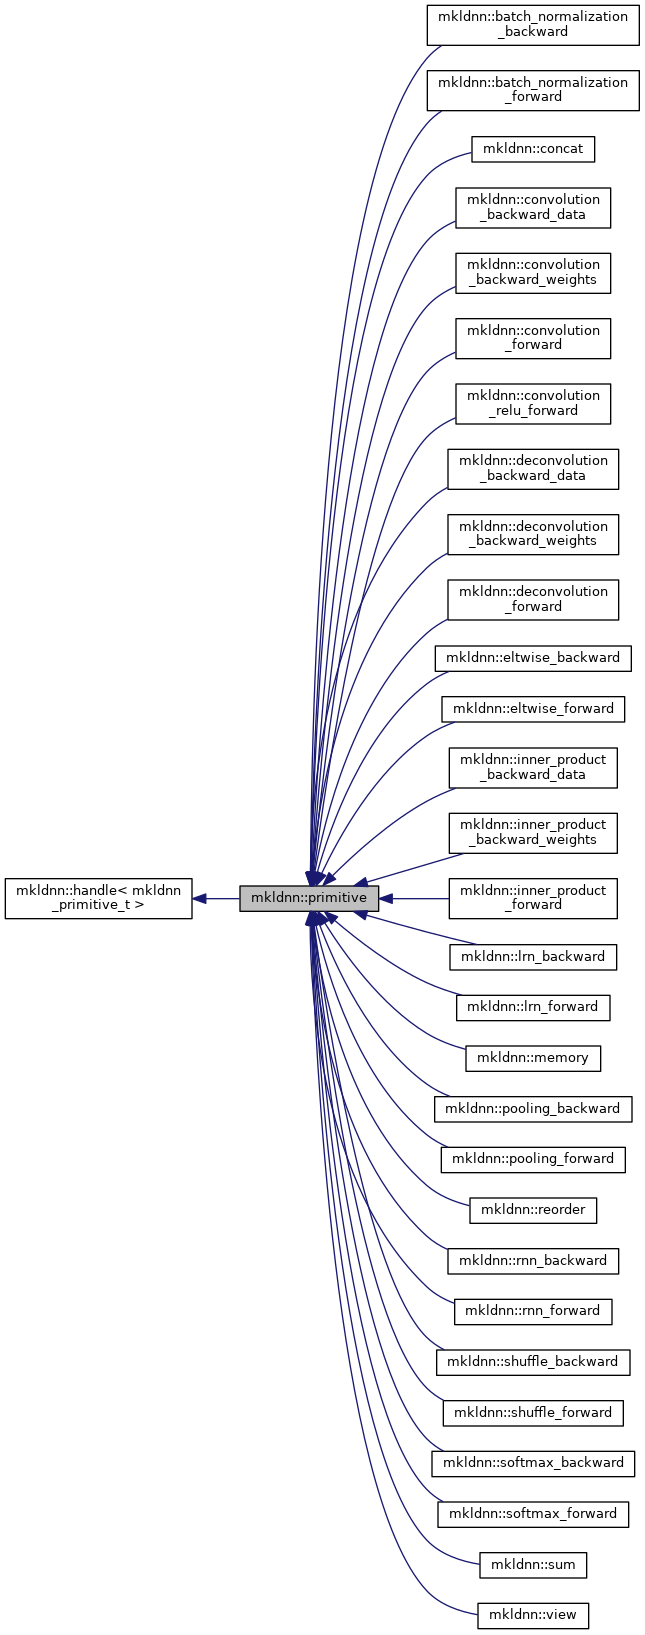 mkldnn::batch_normalization
_backward
mkldnn::batch_normalization
_forward
mkldnn::concat
mkldnn::convolution
_backward_data
mkldnn::convolution
_backward_weights
mkldnn::convolution
_forward
mkldnn::convolution
_relu_forward
mkldnn::deconvolution
_backward_data
mkldnn::deconvolution
_backward_weights
mkldnn::deconvolution
_forward
mkldnn::eltwise_backward
mkldnn::eltwise_forward
mkldnn::inner_product
_backward_data
mkldnn::inner_product
_backward_weights
mkldnn::handle< mkldnn
_primitive_t >
mkldnn::primitive
mkldnn::inner_product
_forward
mkldnn::lrn_backward
mkldnn::lrn_forward
mkldnn::memory
mkldnn::pooling_backward
mkldnn::pooling_forward
mkldnn::reorder
mkldnn::rnn_backward
mkldnn::rnn_forward
mkldnn::shuffle_backward
mkldnn::shuffle_forward
mkldnn::softmax_backward
mkldnn::softmax_forward
mkldnn::sum
mkldnn::view